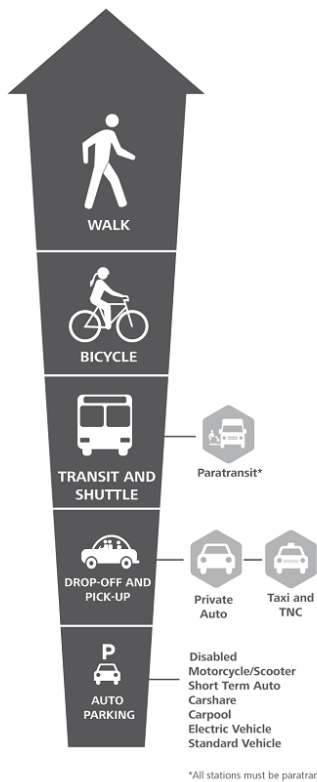 WALK
BICYCLE
TRANSIT AND
SHUTTLE
Paratransit*
DROP-OFF AND
PICK-UP
Private
Auto
Taxi and
TNC
P
AUTO
PARKING
Disabled
Motorcycle/Scooter
Short Term Auto
Carshare
Carpool
Electric Vehicle
Standard Vehicle
*All stations must be